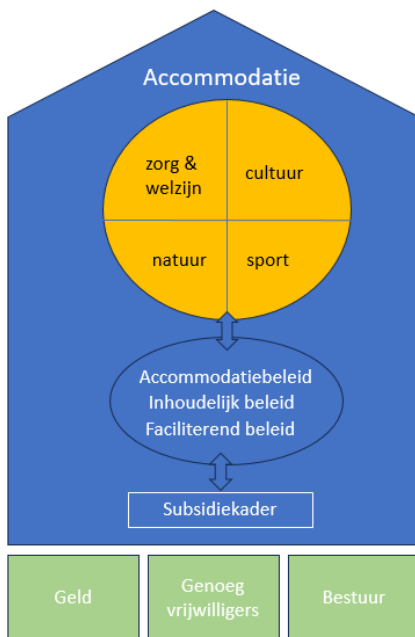 Accommodatie
zorg &
welzijn
cultuur
natuur
sport
Accommodatiebeleid
Inhoudelijk beleid
Faciliterend beleid
Subsidiekader
Geld
Genoeg
vrijwilligers
Bestuur